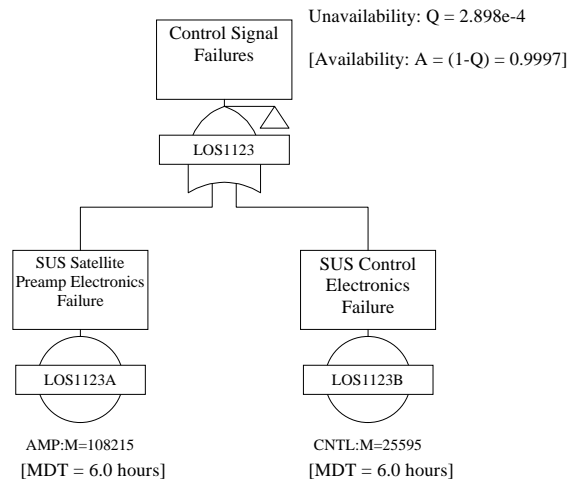 Unavailability: Q = 2.898e-4
[Availability: A = (1-Q) = 0.9997]
Control Signal
Failures
LOS1123
SUS Satellite
Preamp Electronics
Failure
LOS1123A
AMP:M=108215
[MDT = 6.0 hours]
SUS Control
Electronics
Failure
LOS1123B
CNTL:M=25595
[MDT = 6.0 hours]